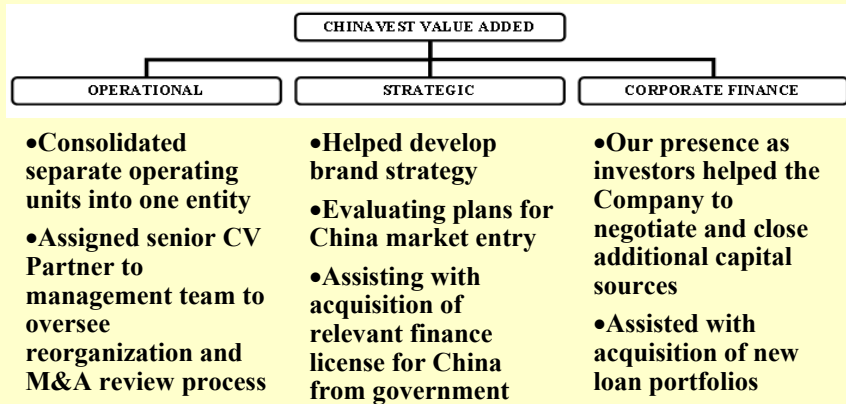 CHINAVEST VALUE ADDED
OPERATIONAL
STRATEGIC
CORPORATE FINANCE
•Consolidated
separate operating
units into one entity
•Assigned senior CV
Partner to
management team to
oversee
reorganization and
M&A review process
•Helped develop
brand strategy
•Evaluating plans for
China market entry
•Assisting with
acquisition of
relevant finance
license for China
from government
•Our presence as
investors helped the
Company to
negotiate and close
additional capital
sources
•Assisted with
acquisition of new
loan portfolios